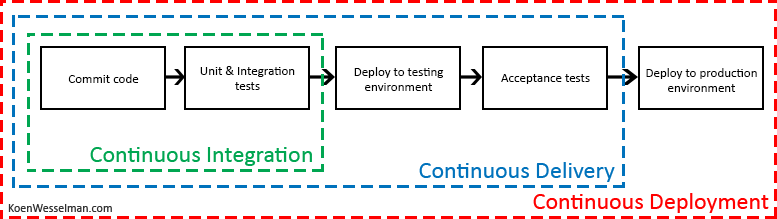 Commit code
Unit & Integration
tests
Deploy to testing
environment
Acceptance tests
Deploy to production
environment
Continuous Integration
Continuous Delivery
Continuous Deployment
KoenWesselman.com